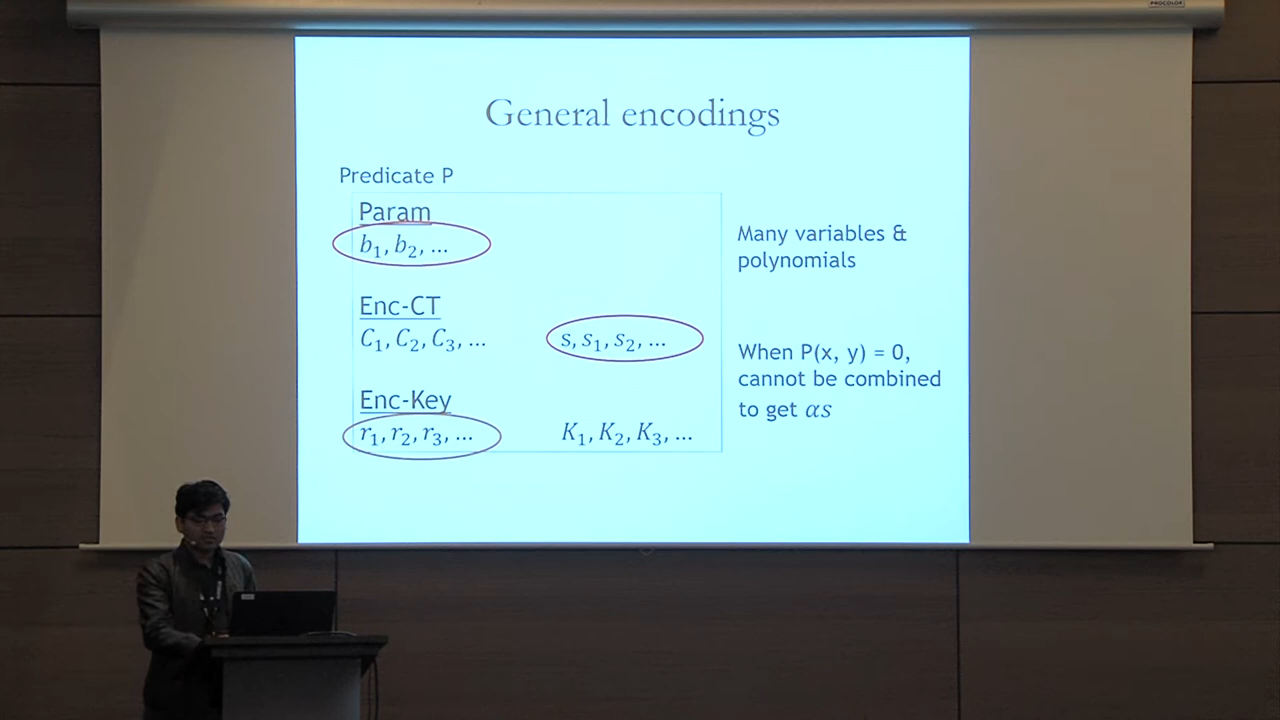 PROCOLOR
General encodings
Predicate P
Param
b₁, b₂, ...
Many variables &
polynomials
Enc-CT
C₁, C₂, C₃, ... s, s₁, s₂, ...
When P(x, y) = 0,
cannot be combined
to get αs
Enc-Key
r₁, r₂, r₃, ... K₁, K₂, K₃, ...